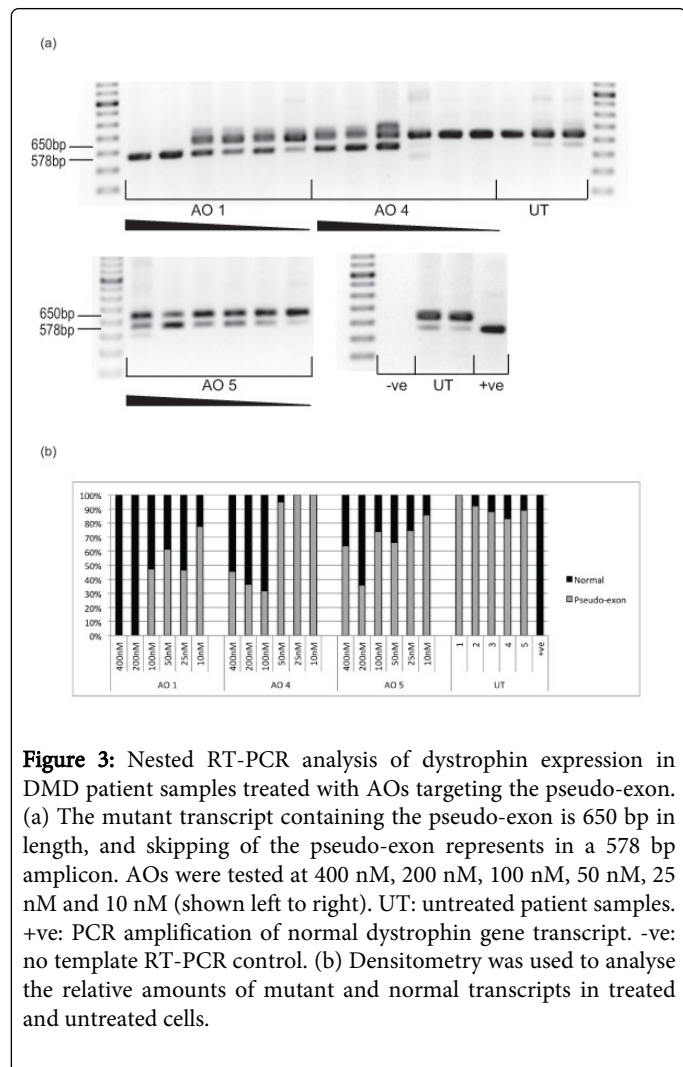 (a)
650bp
578bp
AO 1
AO 4
UT
650bp
578bp
AO 5
-ve
UT
+ve
(b)
100%
90%
80%
70%
60%
50%
40%
30%
20%
10%
0%
Normal
Pseudo-exon
400nM
200nM
100nM
50nM
25nM
10nM
400nM
200nM
100nM
50nM
25nM
10nM
400nM
200nM
100nM
50nM
25nM
10nM
1
2
3
4
5
+ve
AO 1
AO 4
AO 5
UT
Figure 3: Nested RT-PCR analysis of dystrophin expression in
DMD patient samples treated with AOs targeting the pseudo-exon.
(a) The mutant transcript containing the pseudo-exon is 650 bp in
length, and skipping of the pseudo-exon represents in a 578 bp
amplicon. AOs were tested at 400 nM, 200 nM, 100 nM, 50 nM, 25
nM and 10 nM (shown left to right). UT: untreated patient samples.
+ve: PCR amplification of normal dystrophin gene transcript. -ve:
no template RT-PCR control. (b) Densitometry was used to analyse
the relative amounts of mutant and normal transcripts in treated
and untreated cells.